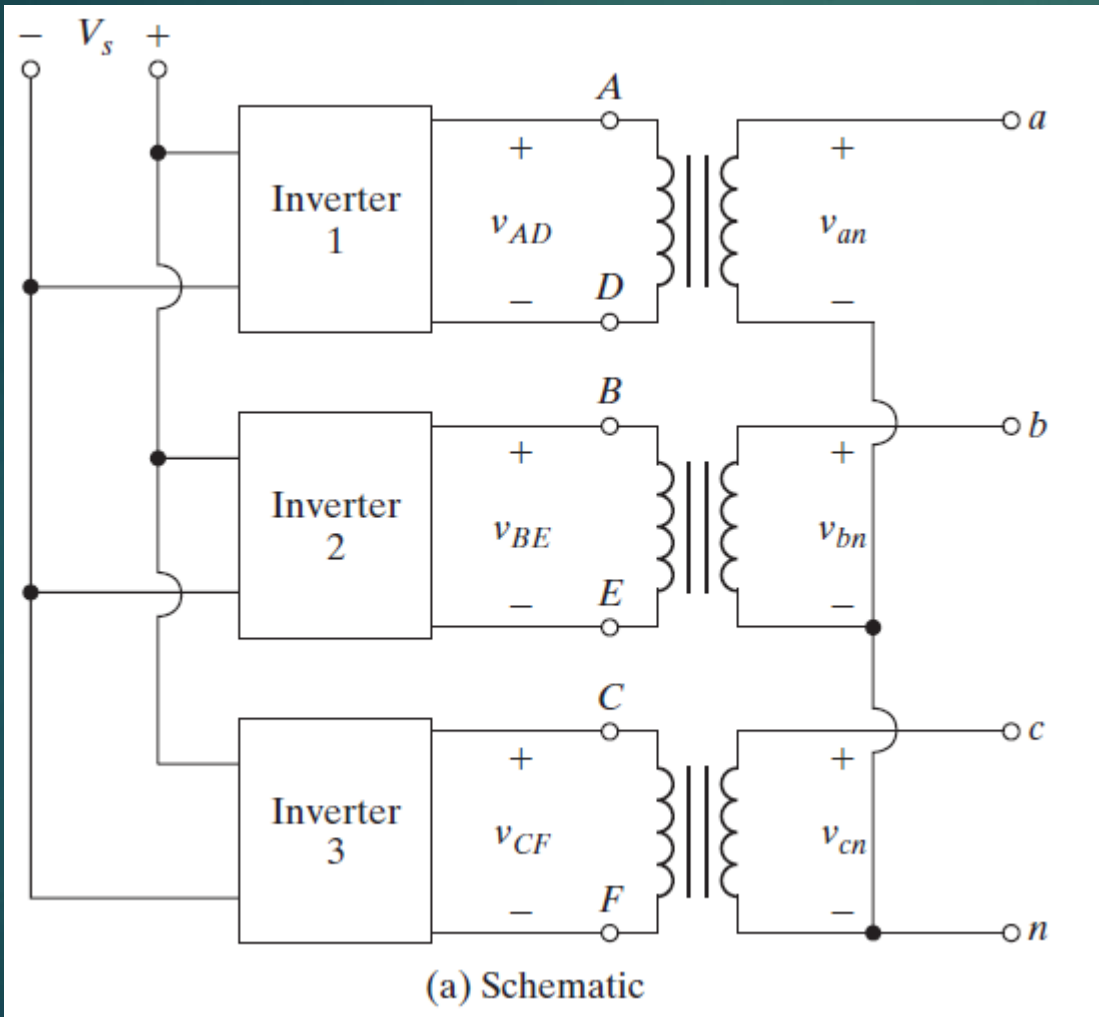 − V_s +
A
a
+
+
Inverter
1
v_AD
v_an
−
D
−
B
b
+
+
Inverter
2
v_BE
v_bn
−
E
−
C
c
+
+
Inverter
3
v_CF
v_cn
−
F
−
n
(a) Schematic